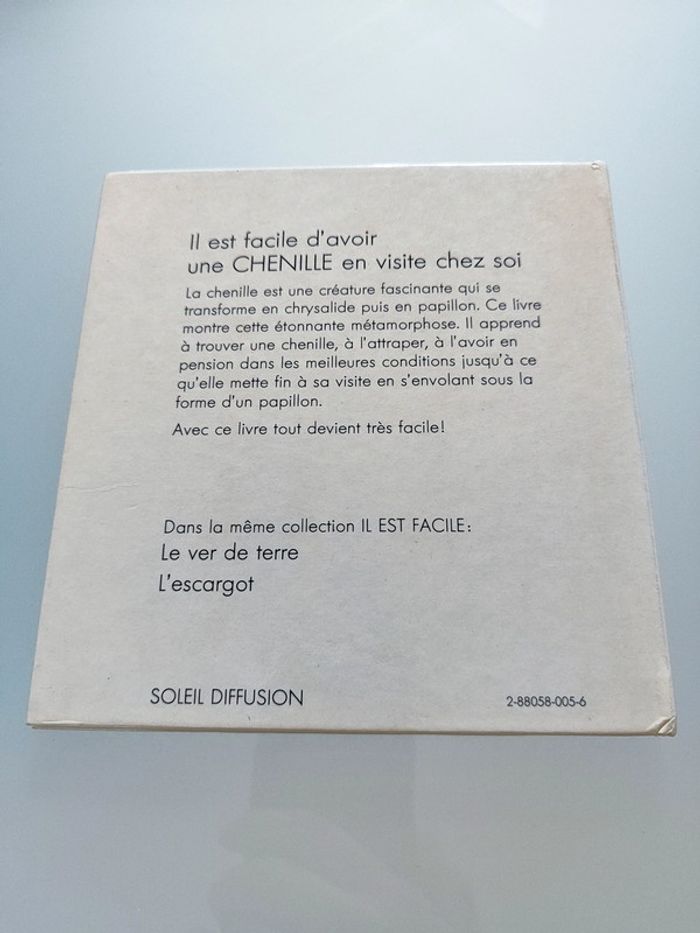 Il est facile d'avoir
une CHENILLE en visite chez soi
La chenille est une créature fascinante qui se
transforme en chrysalide puis en papillon. Ce livre
montre cette étonnante métamorphose. Il apprend
à trouver une chenille, à l'attraper, à l'avoir en
pension dans les meilleures conditions jusqu'à ce
qu'elle mette fin à sa visite en s'envolant sous la
forme d'un papillon.
Avec ce livre tout devient très facile!
Dans la même collection IL EST FACILE:
Le ver de terre
L'escargot
SOLEIL DIFFUSION
2-88058-005-6